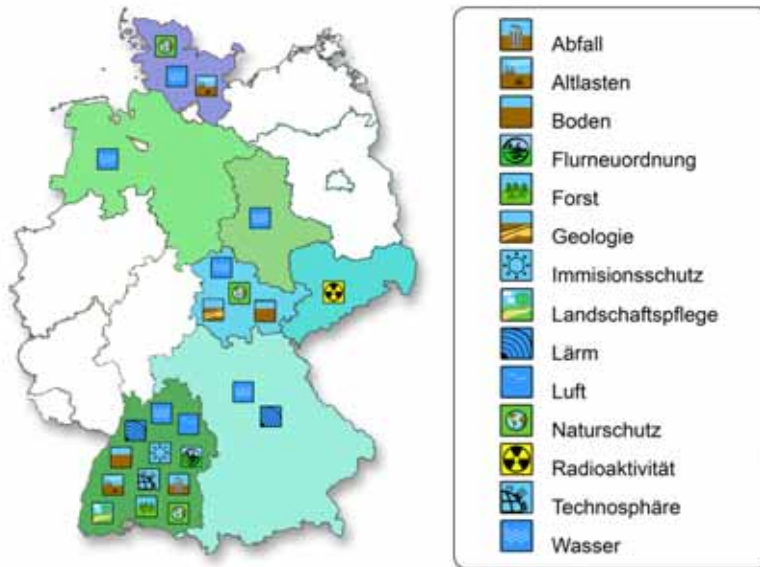 Abfall
Altlasten
Boden
Flurneuordnung
Forst
Geologie
Immisionsschutz
Landschaftspflege
Lärm
Luft
Naturschutz
Radioaktivität
Technosphäre
Wasser